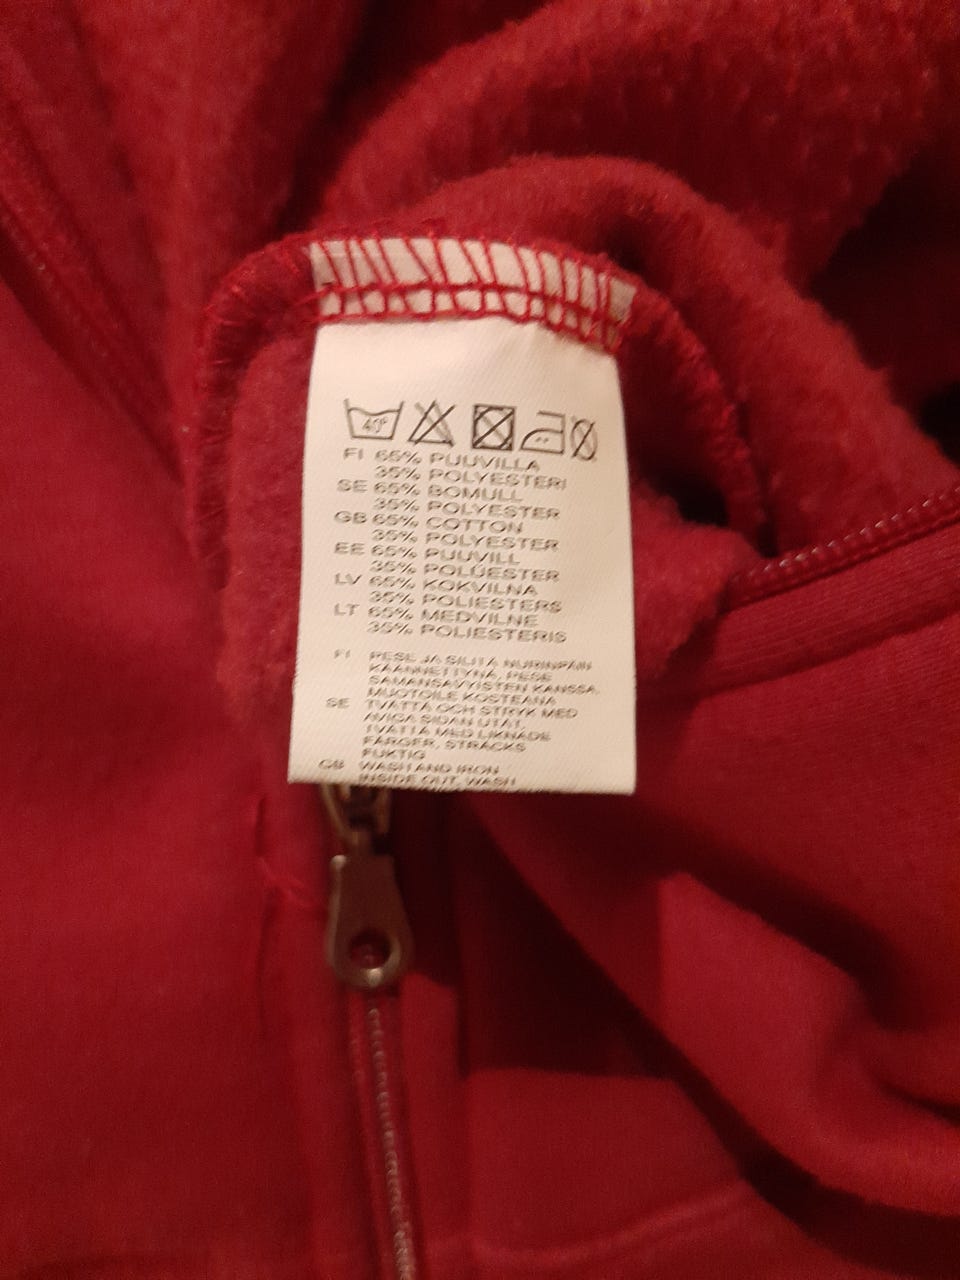 40°
FI 65% PUUVILLA
35% POLYESTERI
SE 65% BOMULL
35% POLYESTER
GB 65% COTTON
35% POLYESTER
EE 65% PUUVILL
35% POLÜESTER
LV 65% KOKVILNA
35% POLIESTERS
LT 65% MEDVILNE
35% POLIESTERIS
FI PESE JA SILITÄ NURINPÄIN
KÄÄNNETTYNÄ, PESE
SAMANSÄVYISTEN KANSSA.
MUOTOILE KOSTEANA
SE TVÄTTA OCH STRYK MED
AVIGA SIDAN UTÅT.
TVÄTTA MED LIKNADE
FÄRGER, STRÄCKS
FUKTIG
GB WASH AND IRON
INSIDE OUT, WASH